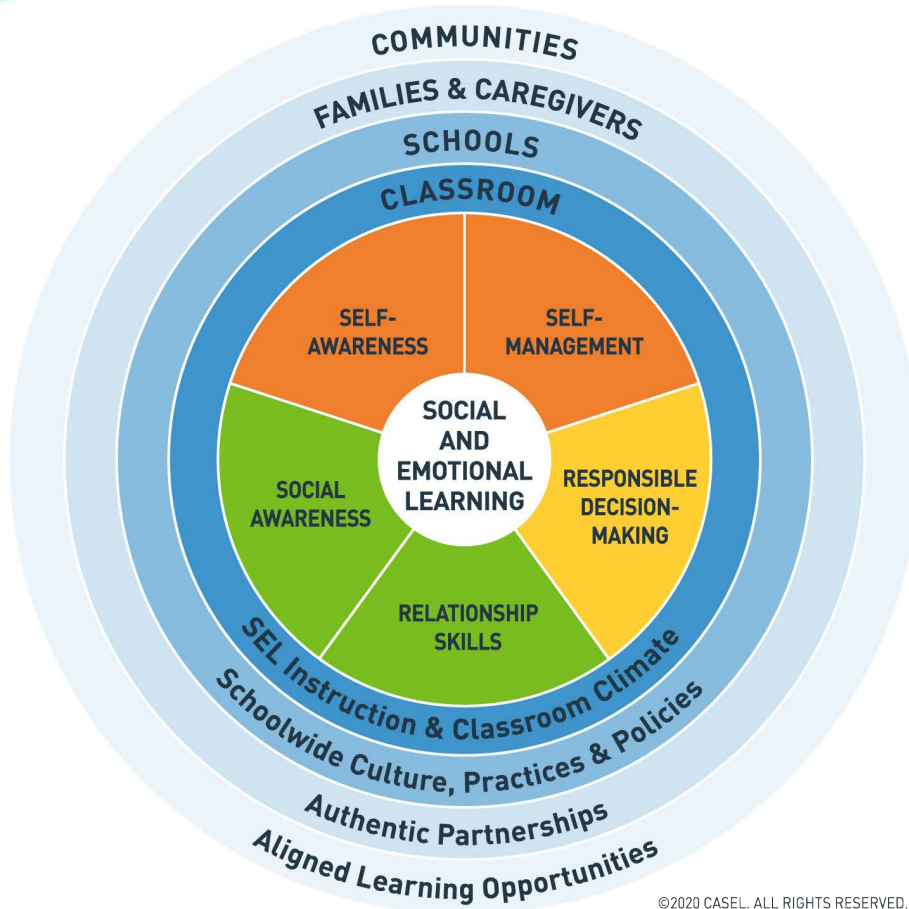 COMMUNITIES
FAMILIES & CAREGIVERS
SCHOOLS
CLASSROOM
SELF-
AWARENESS
SELF-
MANAGEMENT
SOCIAL
AND
EMOTIONAL
LEARNING
SOCIAL
AWARENESS
RESPONSIBLE
DECISION-
MAKING
RELATIONSHIP
SKILLS
SEL Instruction & Classroom Climate
Schoolwide Culture, Practices & Policies
Authentic Partnerships
Aligned Learning Opportunities
©2020 CASEL. ALL RIGHTS RESERVED.